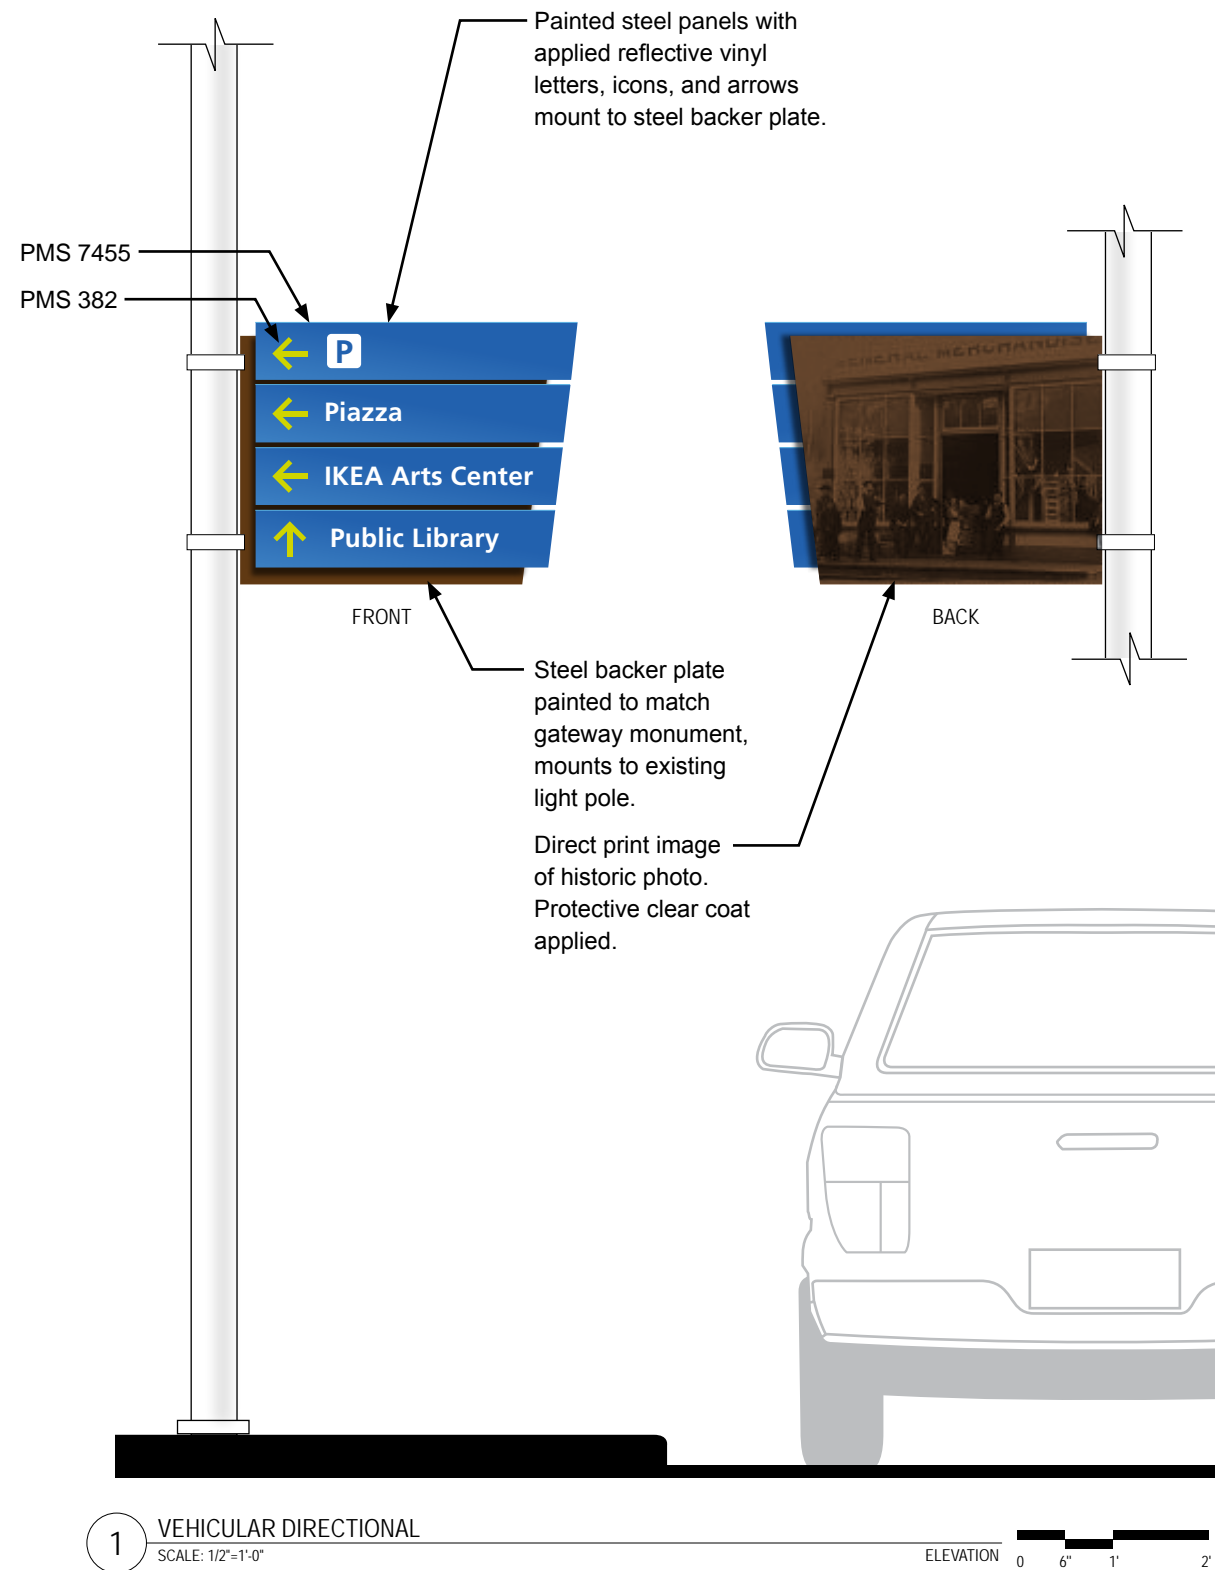 Painted steel panels with
applied reflective vinyl
letters, icons, and arrows
mount to steel backer plate.
PMS 7455
PMS 382
P
Piazza
IKEA Arts Center
Public Library
GENERAL MERCHANDISE
FRONT
BACK
Steel backer plate
painted to match
gateway monument,
mounts to existing
light pole.
Direct print image
of historic photo.
Protective clear coat
applied.
1
VEHICULAR DIRECTIONAL
SCALE: 1/2"=1'-0"
ELEVATION
0 6" 1' 2'